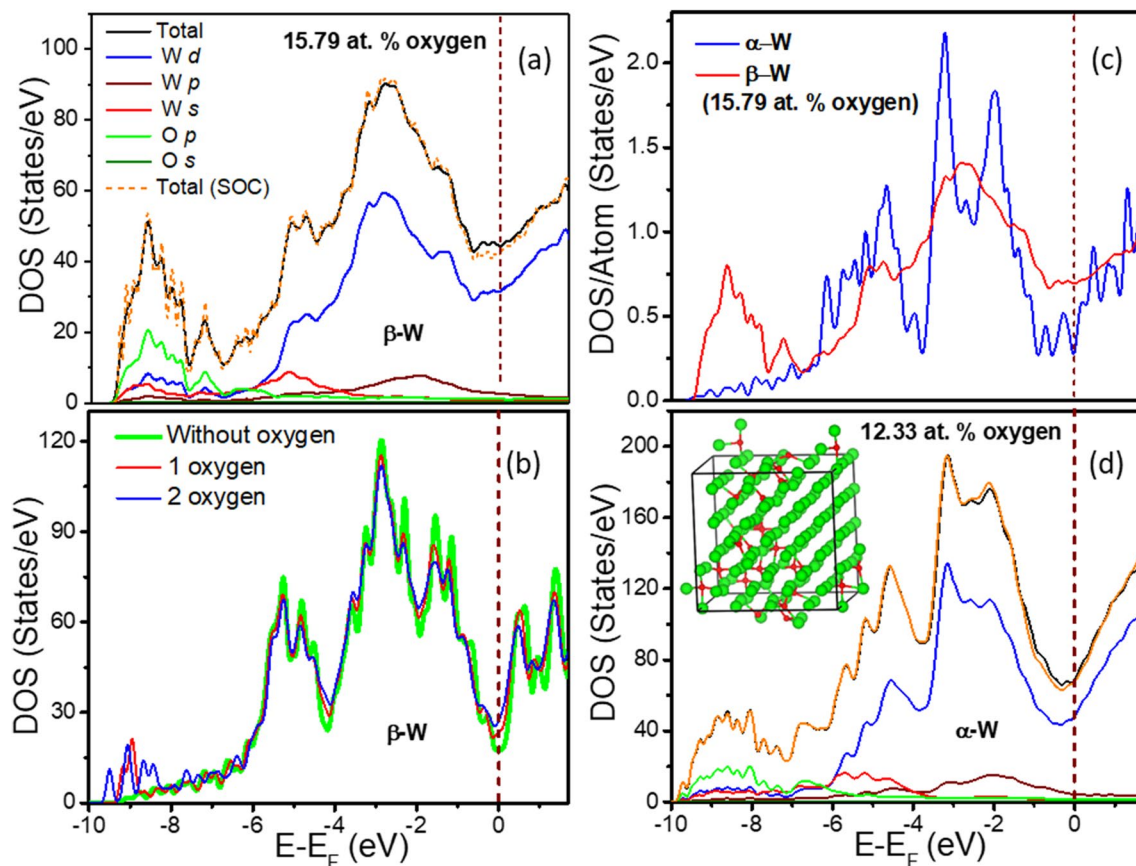 Total
W d
W p
W s
O p
O s
Total (SOC)
15.79 at. % oxygen
(a)
β-W
DOS (States/eV)
100
80
60
40
20
0
α–W
β–W
(15.79 at. % oxygen)
(c)
DOS/Atom (States/eV)
2.0
1.5
1.0
0.5
0.0
Without oxygen
1 oxygen
2 oxygen
(b)
β-W
DOS (States/eV)
120
90
60
30
0
-10 -8 -6 -4 -2 0
E-E_F (eV)
12.33 at. % oxygen
(d)
α-W
DOS (States/eV)
200
160
120
80
40
0
-10 -8 -6 -4 -2 0
E-E_F (eV)